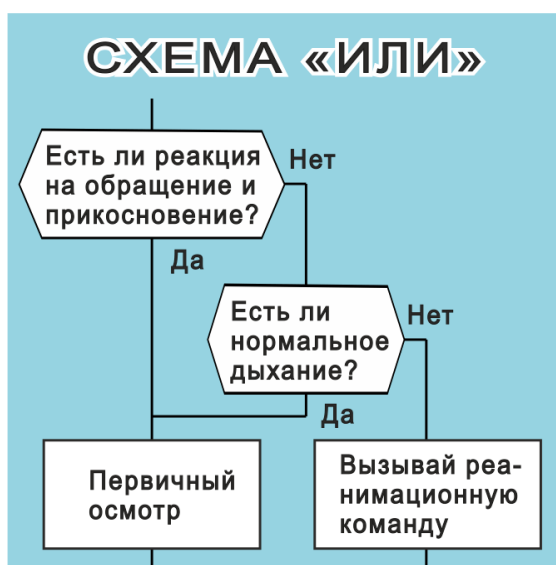 СХЕМА «ИЛИ»
Есть ли реакция
на обращение и
прикосновение?
Нет
Да
Есть ли
нормальное
дыхание?
Нет
Да
Первичный
осмотр
Вызывай реа-
нимационную
команду